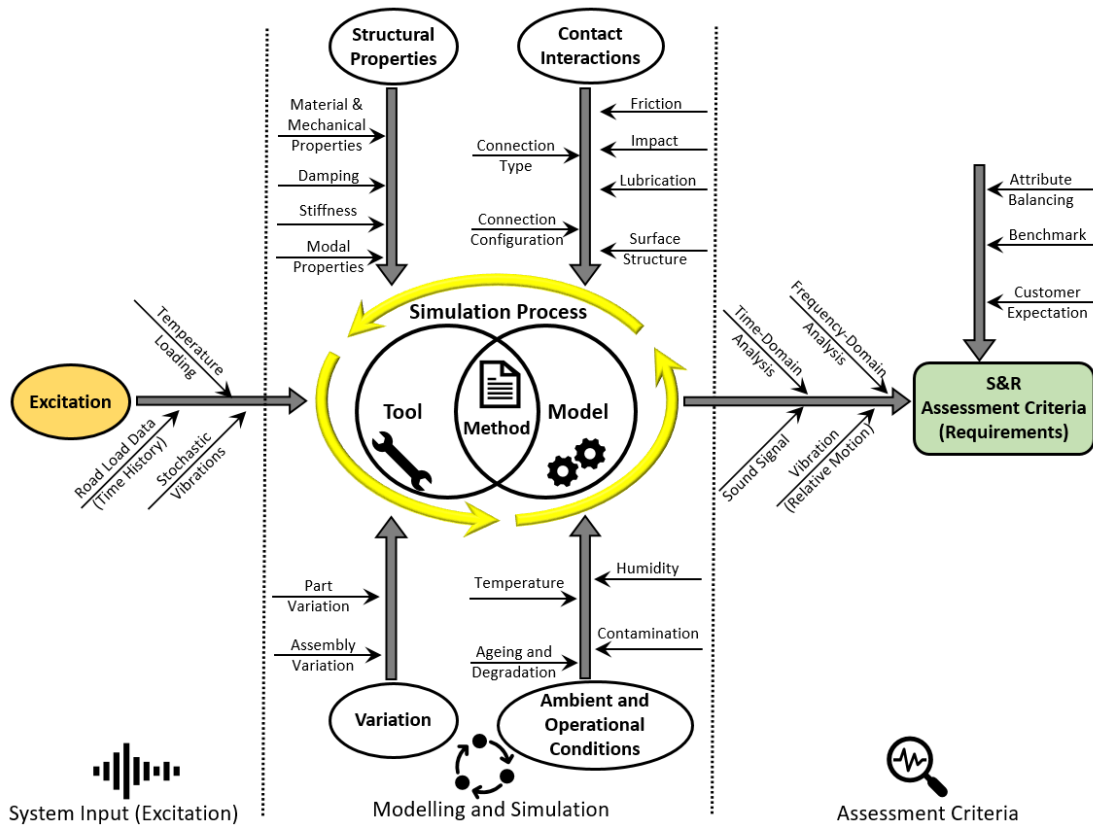 Structural
Properties
Contact
Interactions
Material &
Mechanical
Properties
Damping
Stiffness
Modal
Properties
Connection
Type
Connection
Configuration
Friction
Impact
Lubrication
Surface
Structure
Attribute
Balancing
Benchmark
Customer
Expectation
Excitation
Temperature
Loading
Road Load Data
(Time History)
Stochastic
Vibrations
Simulation Process
Tool
Method
Model
Time-Domain
Analysis
Frequency-Domain
Analysis
Sound Signal
Vibration
(Relative Motion)
S&R
Assessment Criteria
(Requirements)
Part
Variation
Assembly
Variation
Variation
Temperature
Ageing and
Degradation
Humidity
Contamination
Ambient and
Operational
Conditions
System Input (Excitation)
Modelling and Simulation
Assessment Criteria